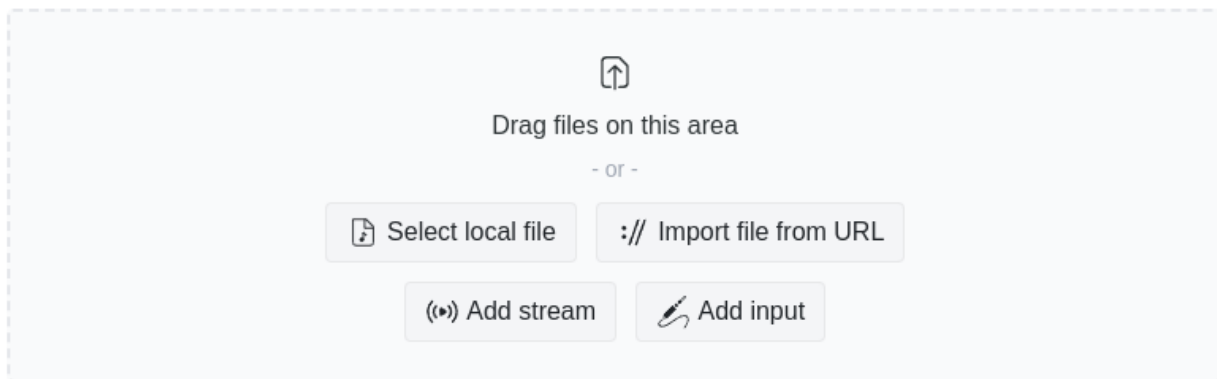 Drag files on this area
- or -
Select local file
:// Import file from URL
Add stream
Add input